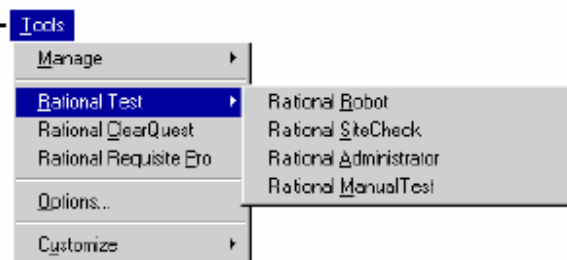 Tools
Manage
Rational Test
Rational ClearQuest
Rational Requisite Pro
Options...
Customize
Rational Robot
Rational SiteCheck
Rational Administrator
Rational ManualTest